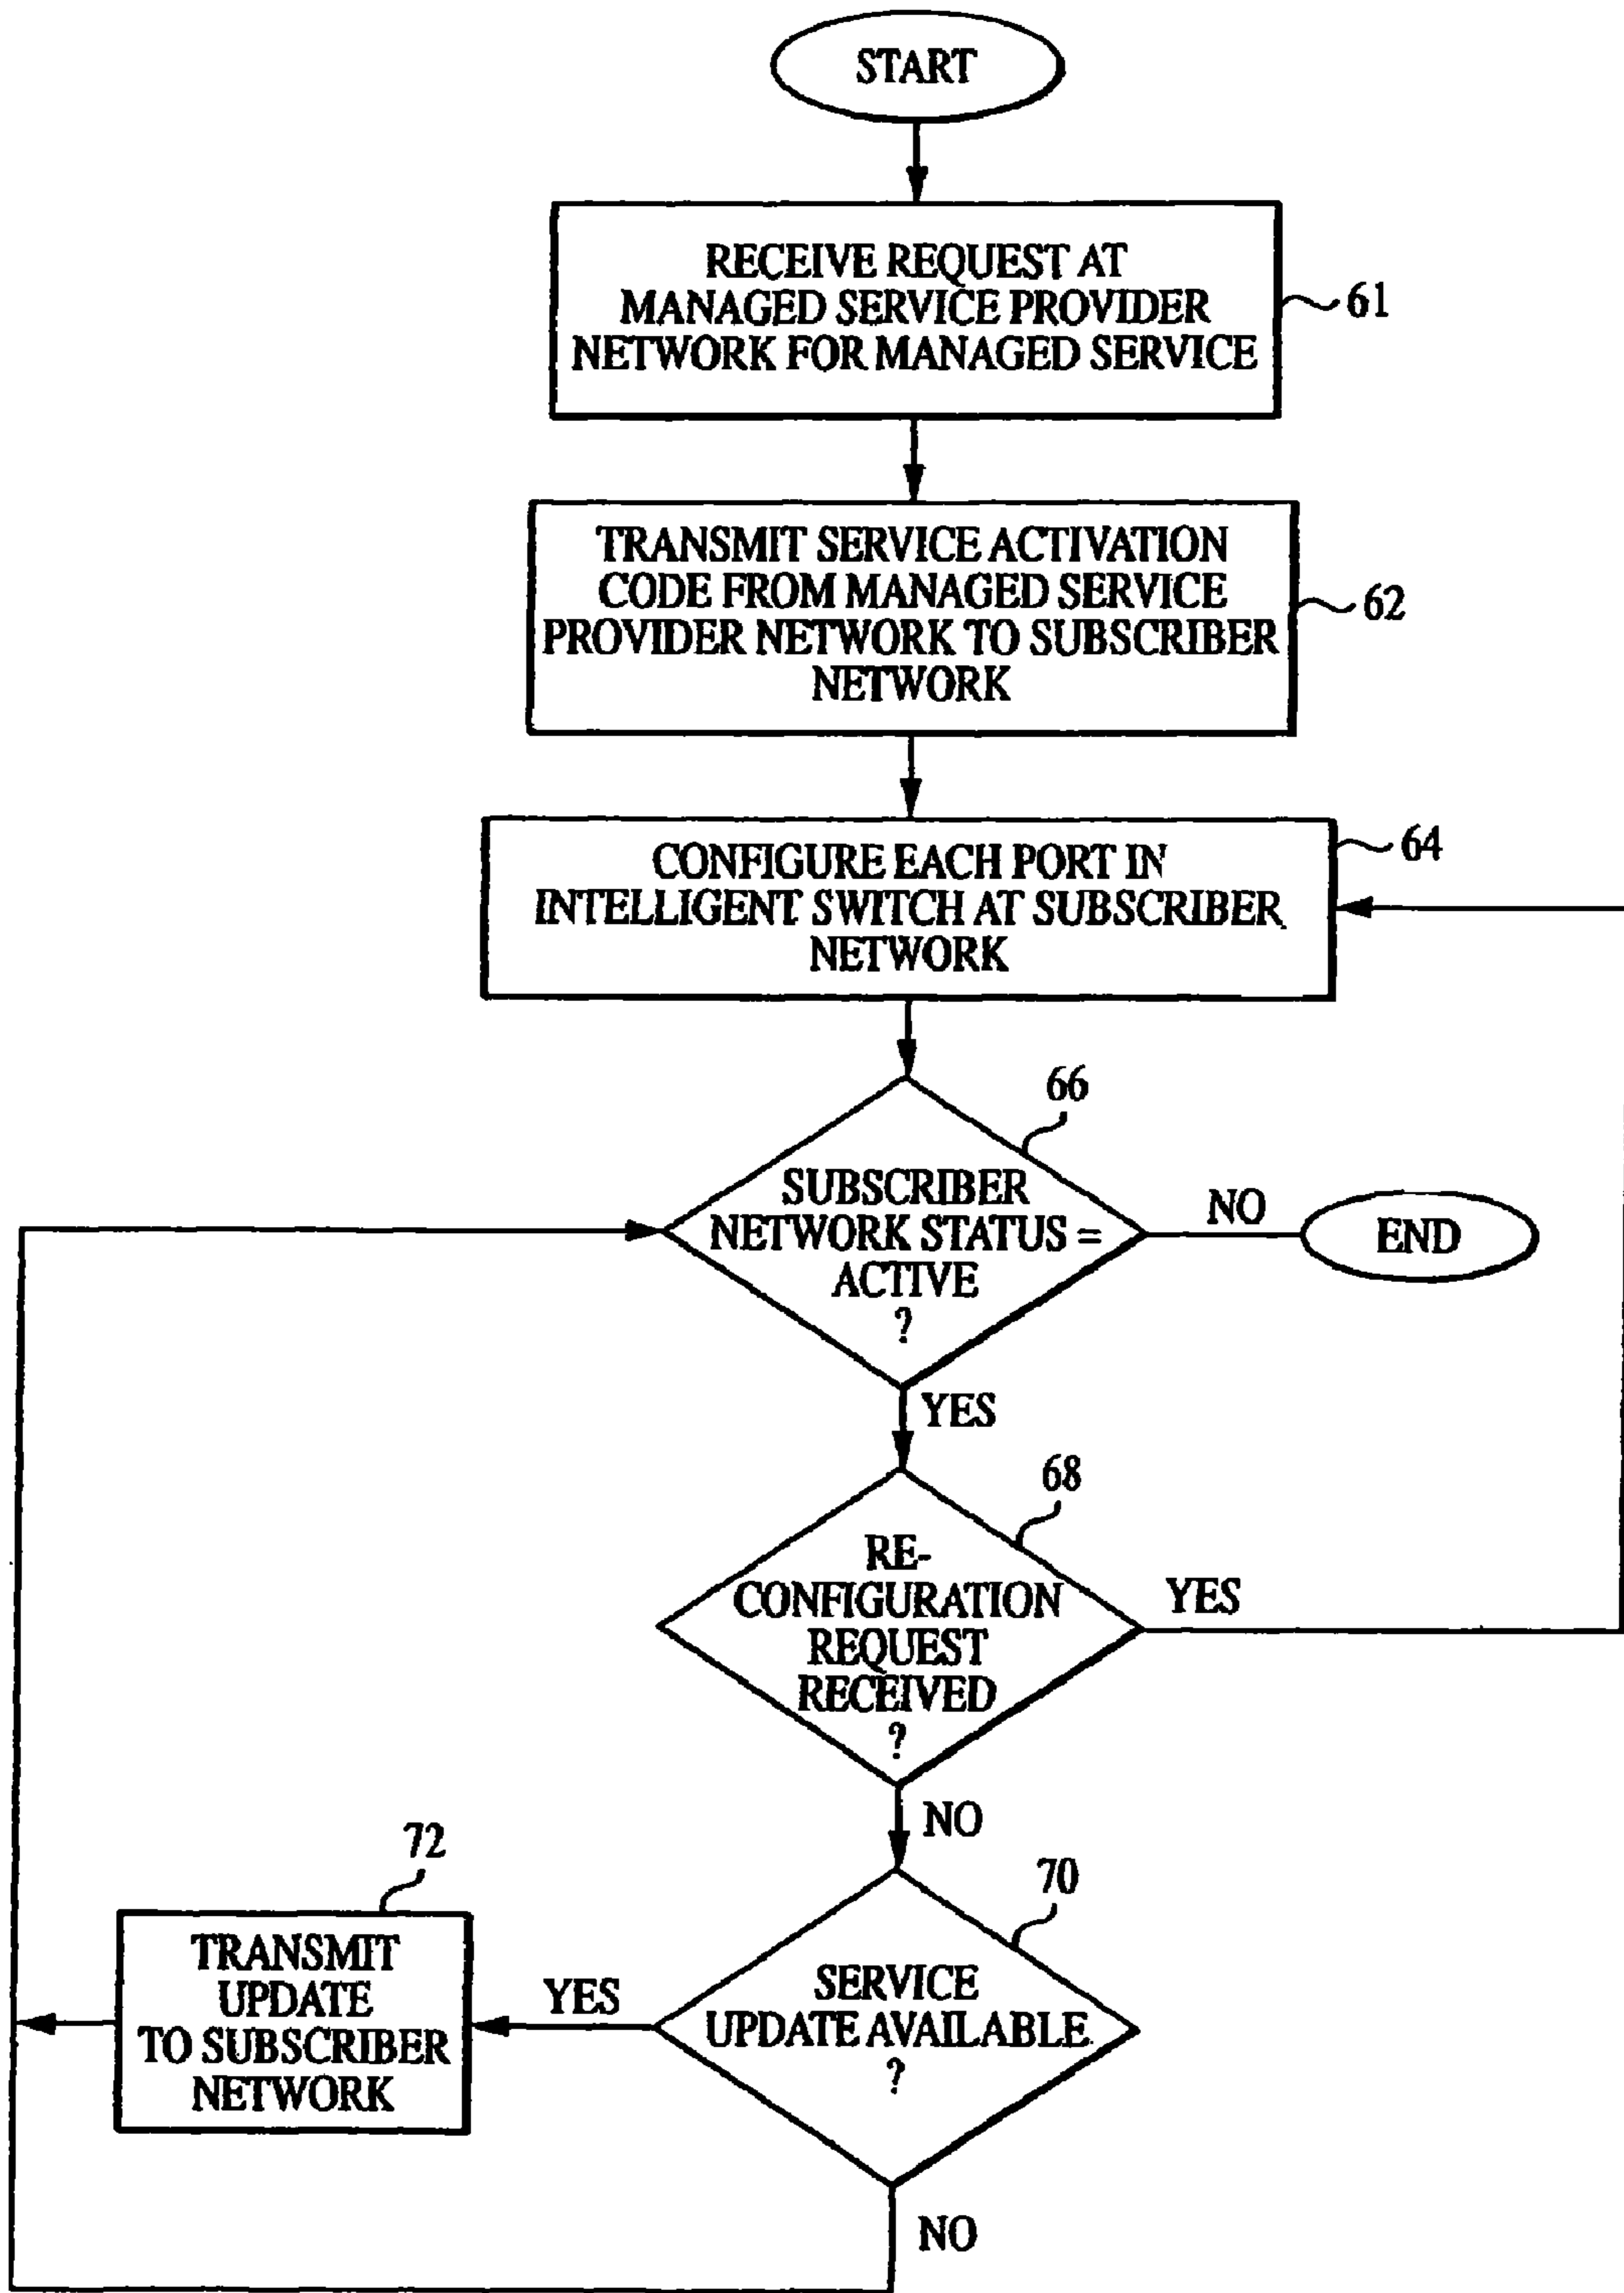 START
RECEIVE REQUEST AT
MANAGED SERVICE PROVIDER
NETWORK FOR MANAGED SERVICE
61
TRANSMIT SERVICE ACTIVATION
CODE FROM MANAGED SERVICE
PROVIDER NETWORK TO SUBSCRIBER
NETWORK
62
CONFIGURE EACH PORT IN
INTELLIGENT SWITCH AT SUBSCRIBER
NETWORK
64
66
SUBSCRIBER
NETWORK STATUS =
ACTIVE
?
NO
END
YES
68
RE-
CONFIGURATION
REQUEST
RECEIVED
?
YES
NO
70
SERVICE
UPDATE AVAILABLE
?
YES
72
TRANSMIT
UPDATE
TO SUBSCRIBER
NETWORK
NO